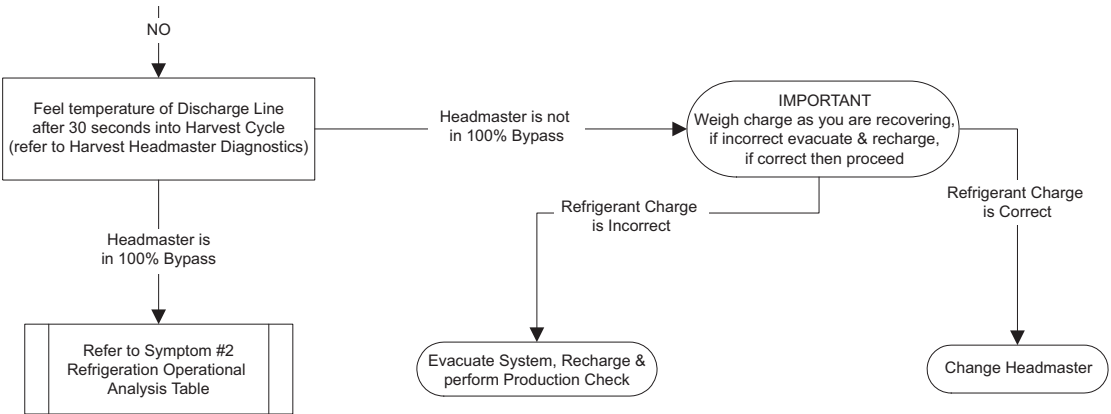 NO
Feel temperature of Discharge Line
after 30 seconds into Harvest Cycle
(refer to Harvest Headmaster Diagnostics)
Headmaster is not
in 100% Bypass
IMPORTANT
Weigh charge as you are recovering,
if incorrect evacuate & recharge,
if correct then proceed
Refrigerant Charge
is Incorrect
Refrigerant Charge
is Correct
Headmaster is
in 100% Bypass
Refer to Symptom #2
Refrigeration Operational
Analysis Table
Evacuate System, Recharge &
perform Production Check
Change Headmaster